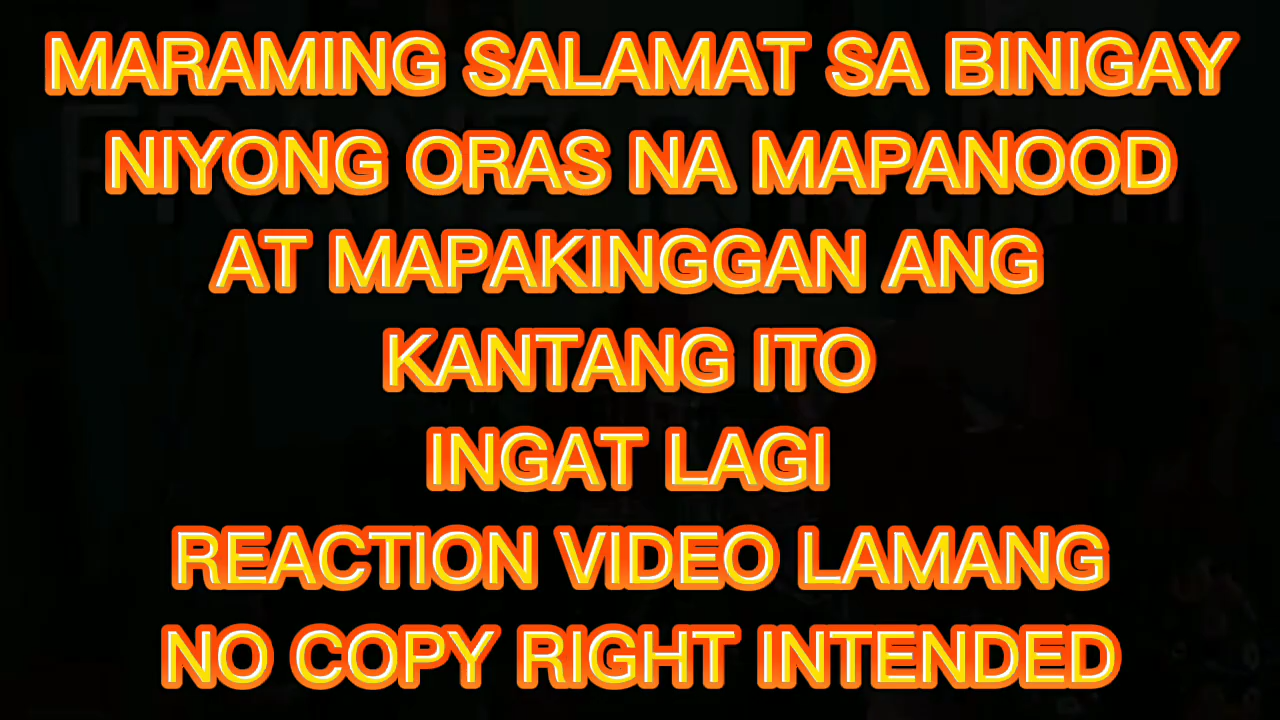 MARAMING SALAMAT SA BINIGAY
NIYONG ORAS NA MAPANOOD
AT MAPAKINGGAN ANG
KANTANG ITO
INGAT LAGI
REACTION VIDEO LAMANG
NO COPY RIGHT INTENDED